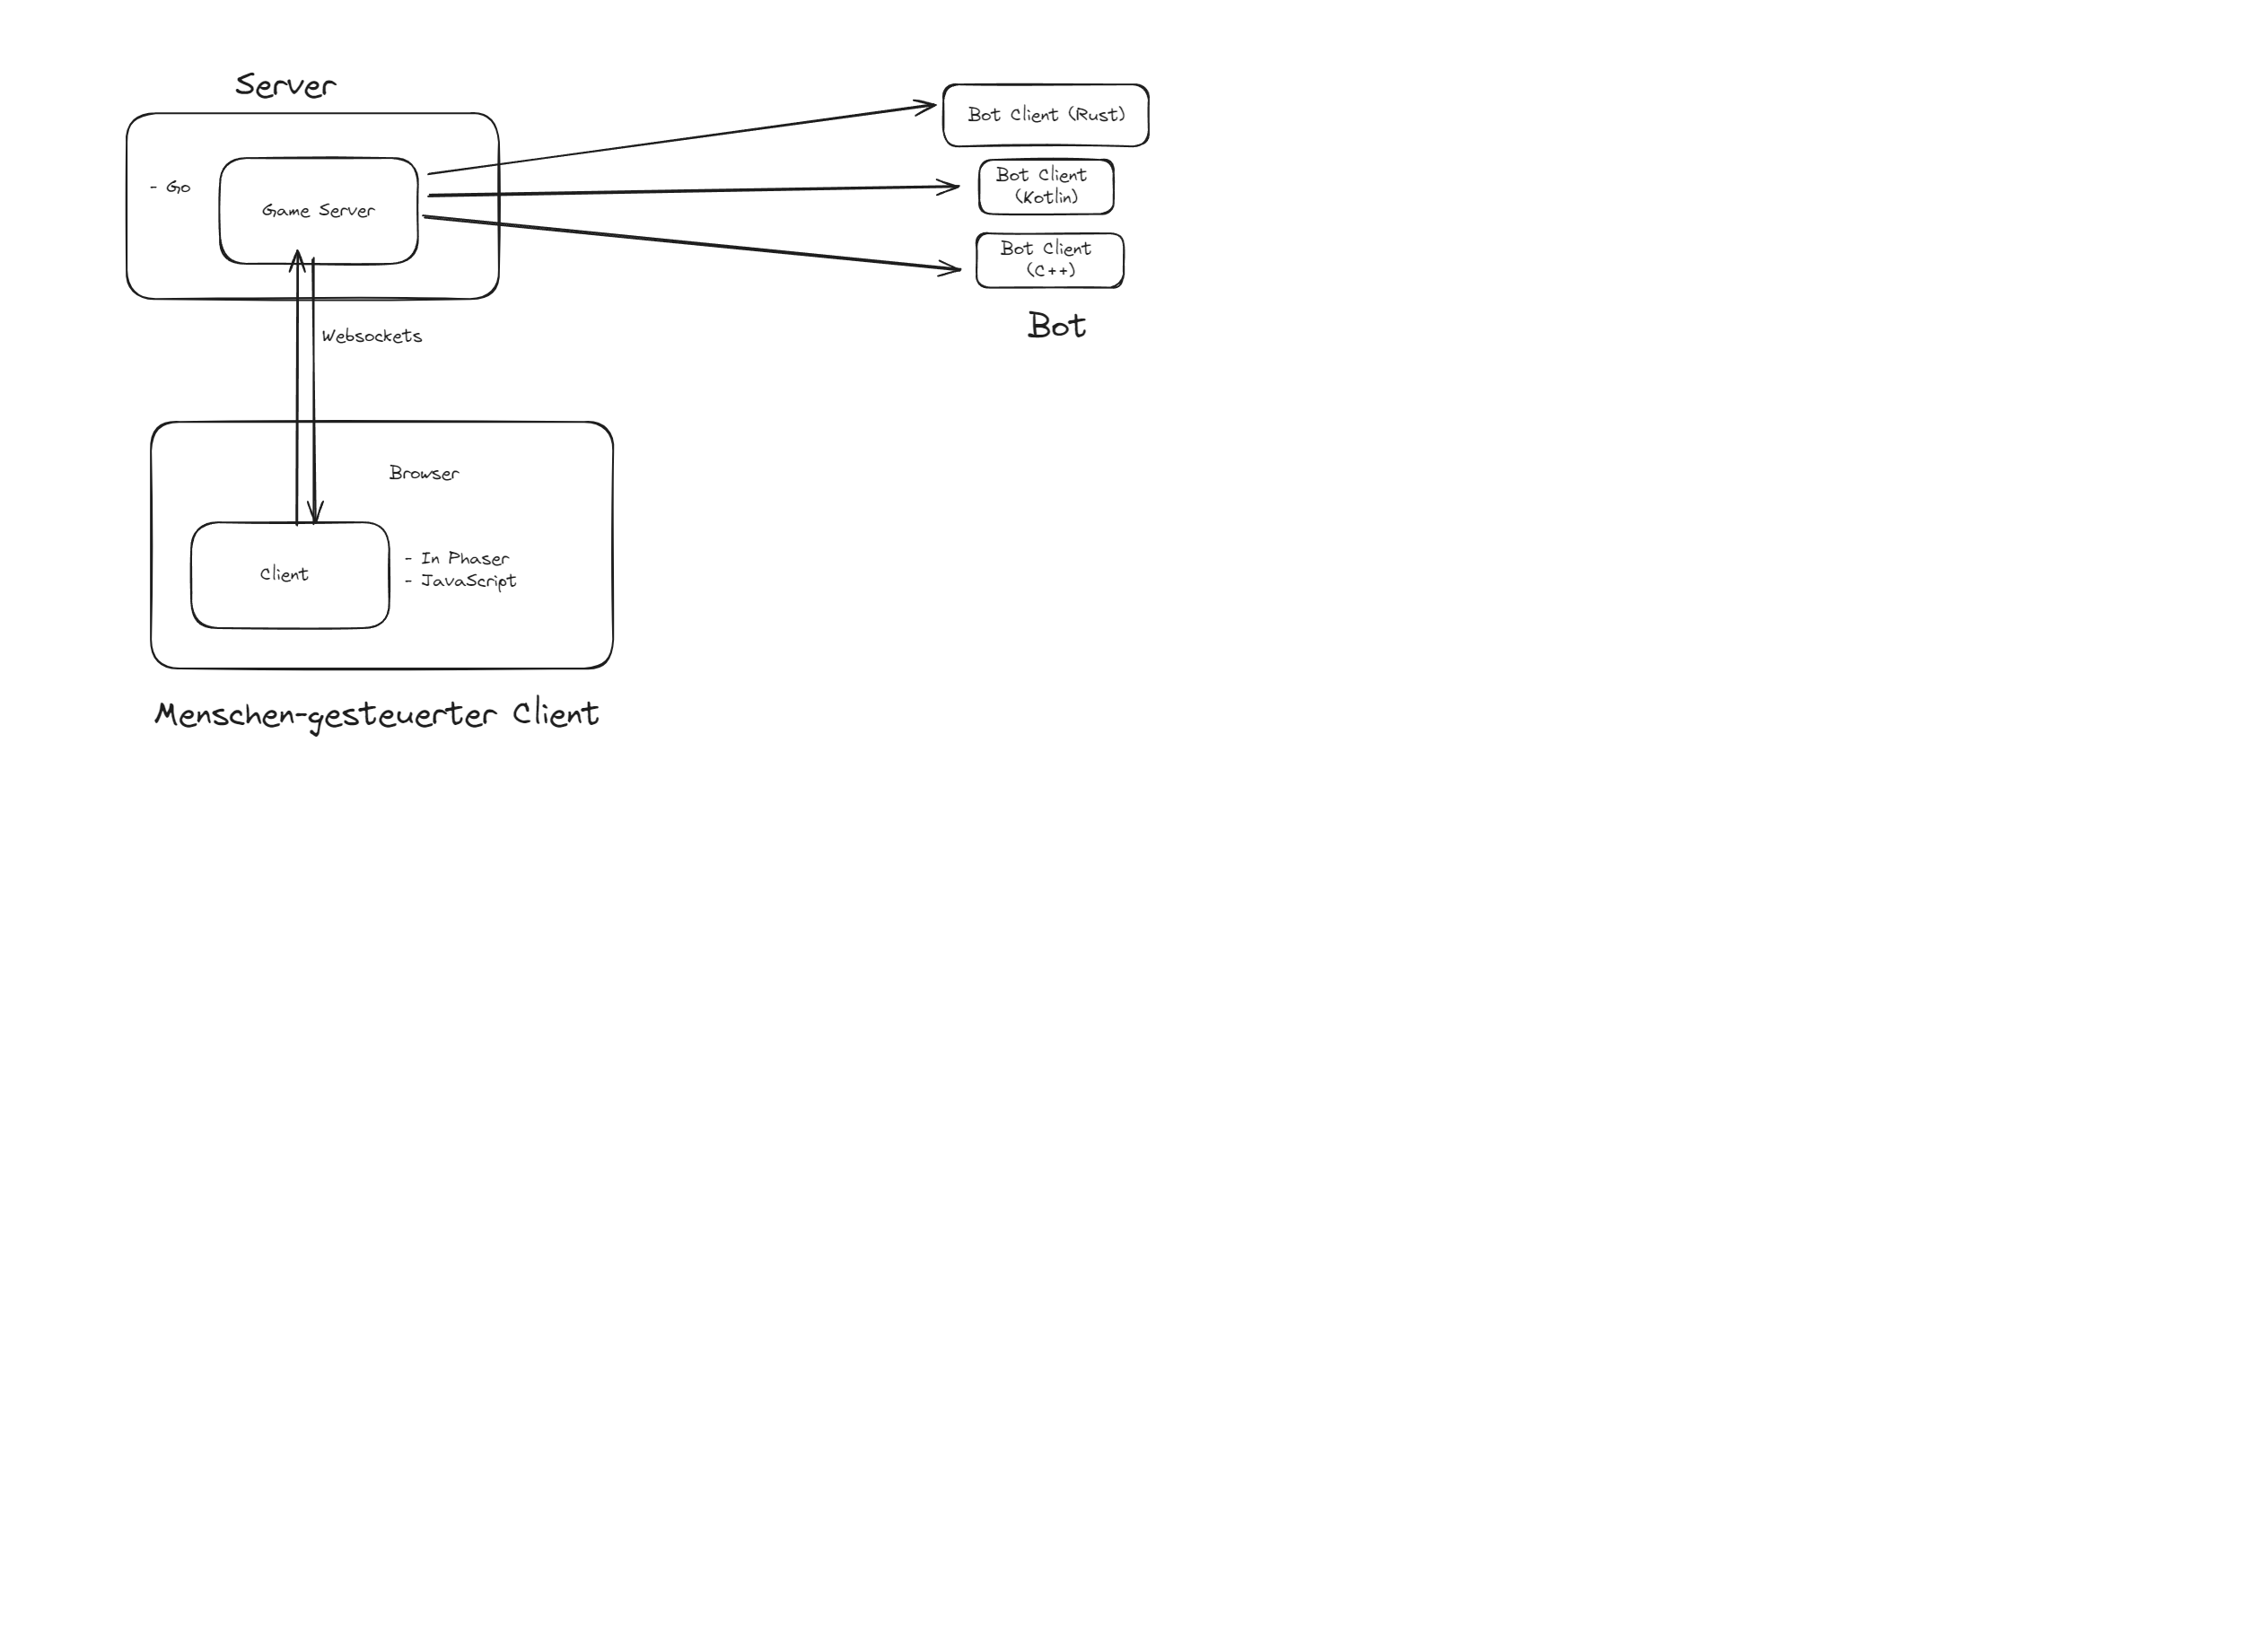 Server
- Go
Game Server
Bot Client (Rust)
Bot Client
(Kotlin)
Bot Client
(C++)
Bot
Websockets
Browser
Client
- In Phaser
- JavaScript
Menschen-gesteuerter Client